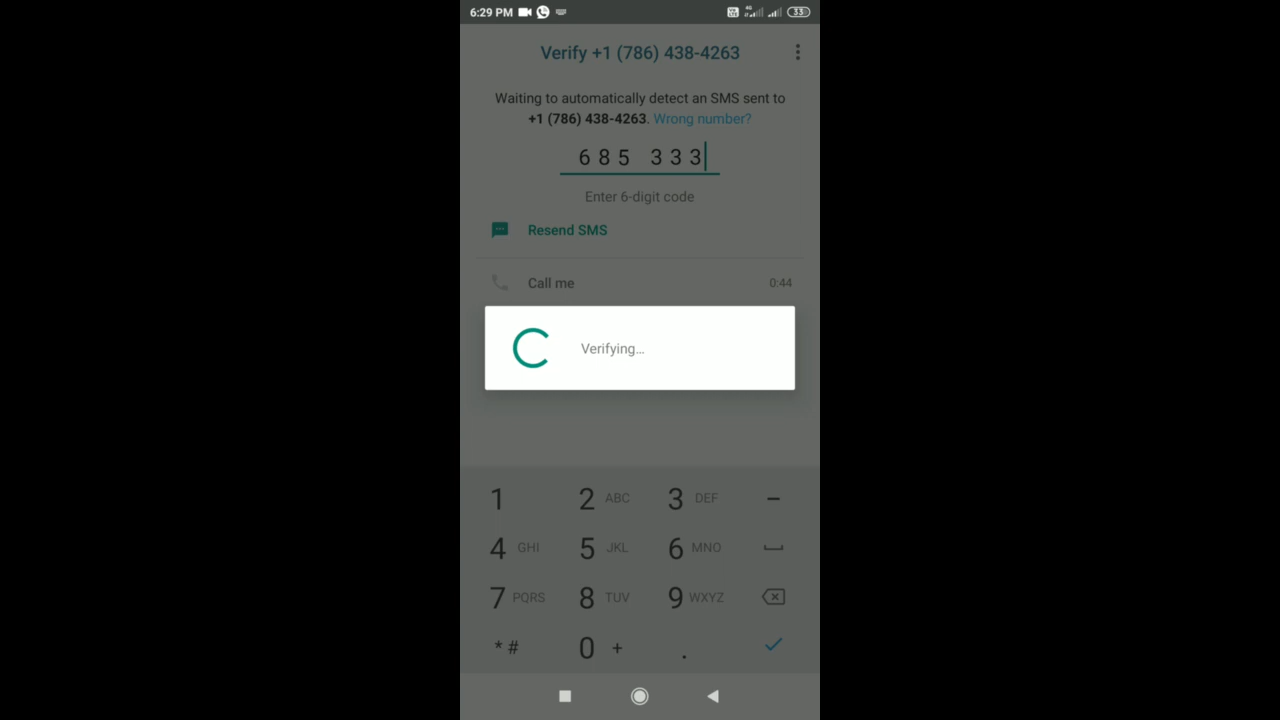 6:29 PM 4G 33
Verify +1 (786) 438-4263
Waiting to automatically detect an SMS sent to
+1 (786) 438-4263. Wrong number?
685 333
Enter 6-digit code
Resend SMS
Call me 0:44
Verifying...
1 2 ABC 3 DEF –
4 GHI 5 JKL 6 MNO
7 PQRS 8 TUV 9 WXYZ
* # 0 + .